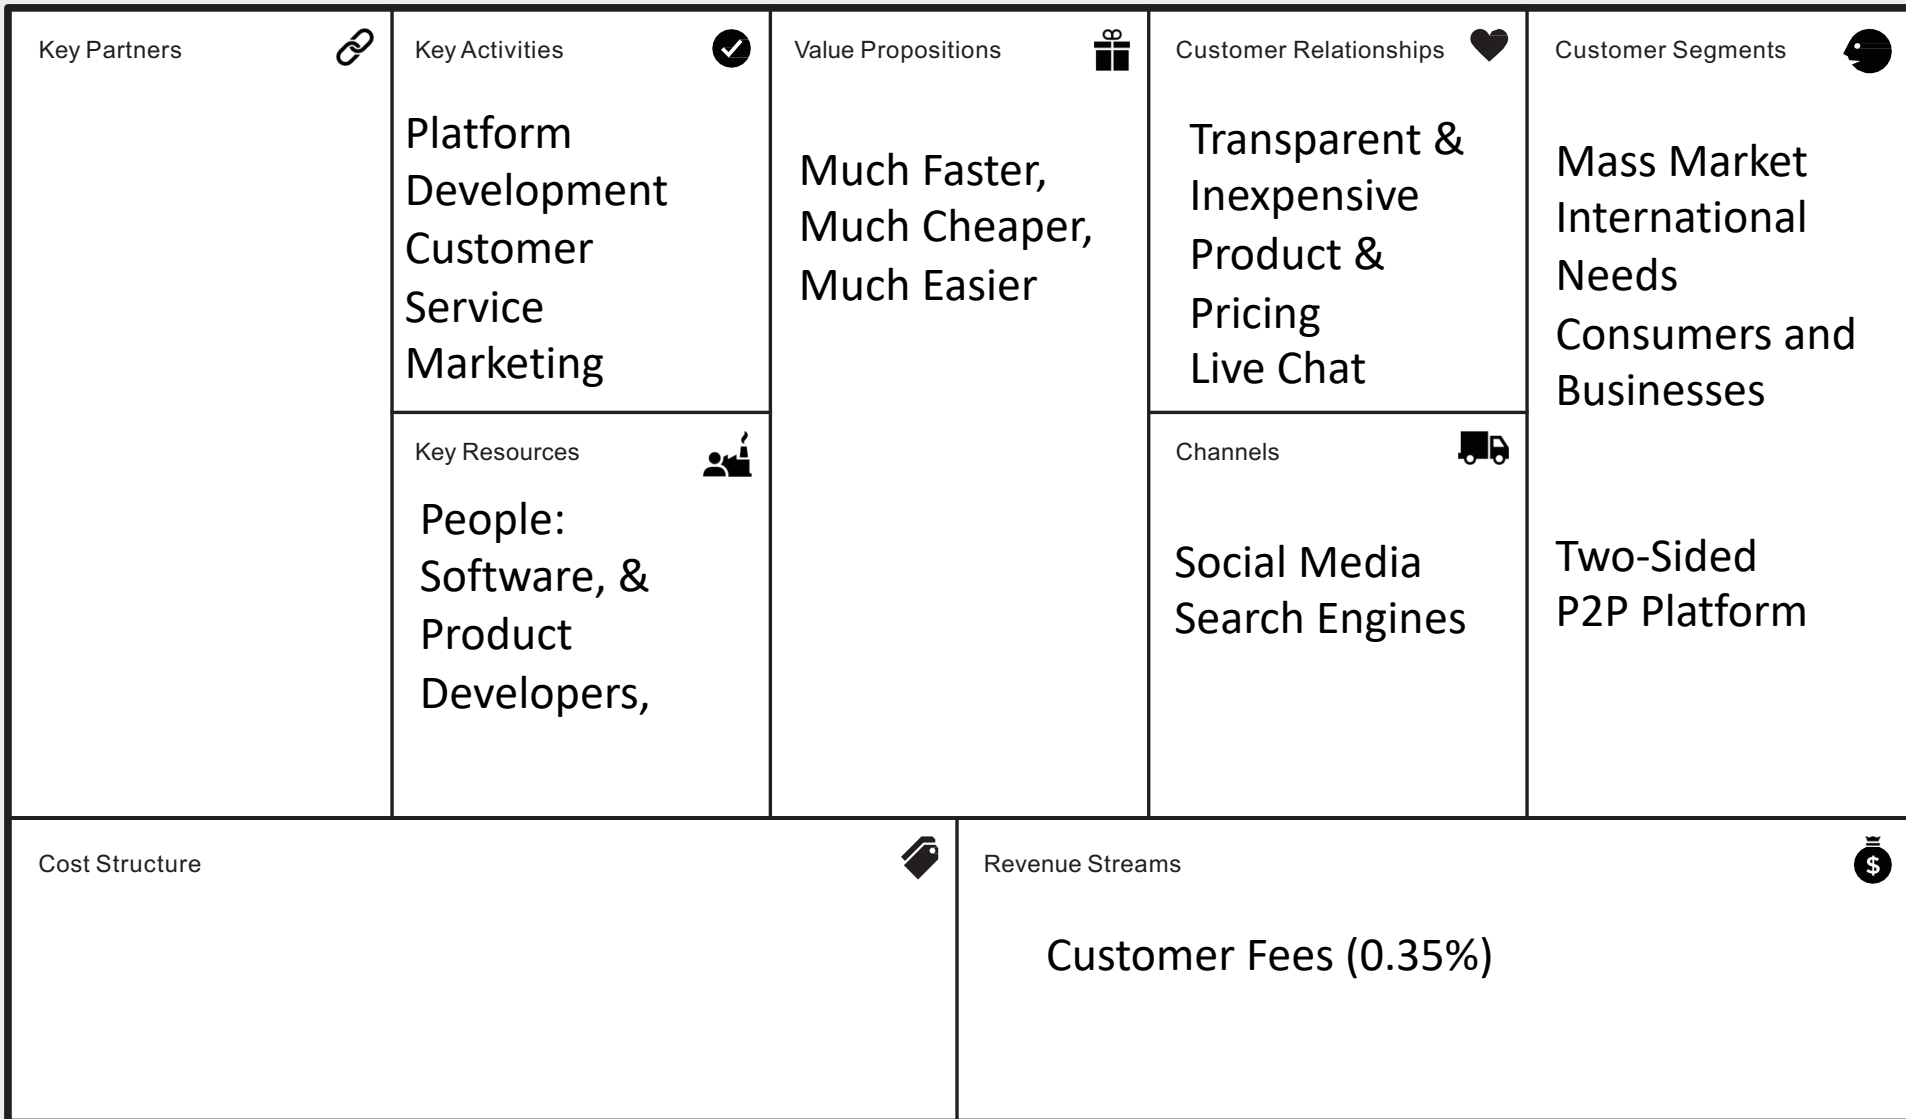 Key Partners
Key Activities
Platform
Development
Customer
Service
Marketing
Key Resources
People:
Software, &
Product
Developers,
Value Propositions
Much Faster,
Much Cheaper,
Much Easier
Customer Relationships
Transparent &
Inexpensive
Product &
Pricing
Live Chat
Channels
Social Media
Search Engines
Customer Segments
Mass Market
International
Needs
Consumers and
Businesses
Two-Sided
P2P Platform
Cost Structure
Revenue Streams
$
Customer Fees (0.35%)